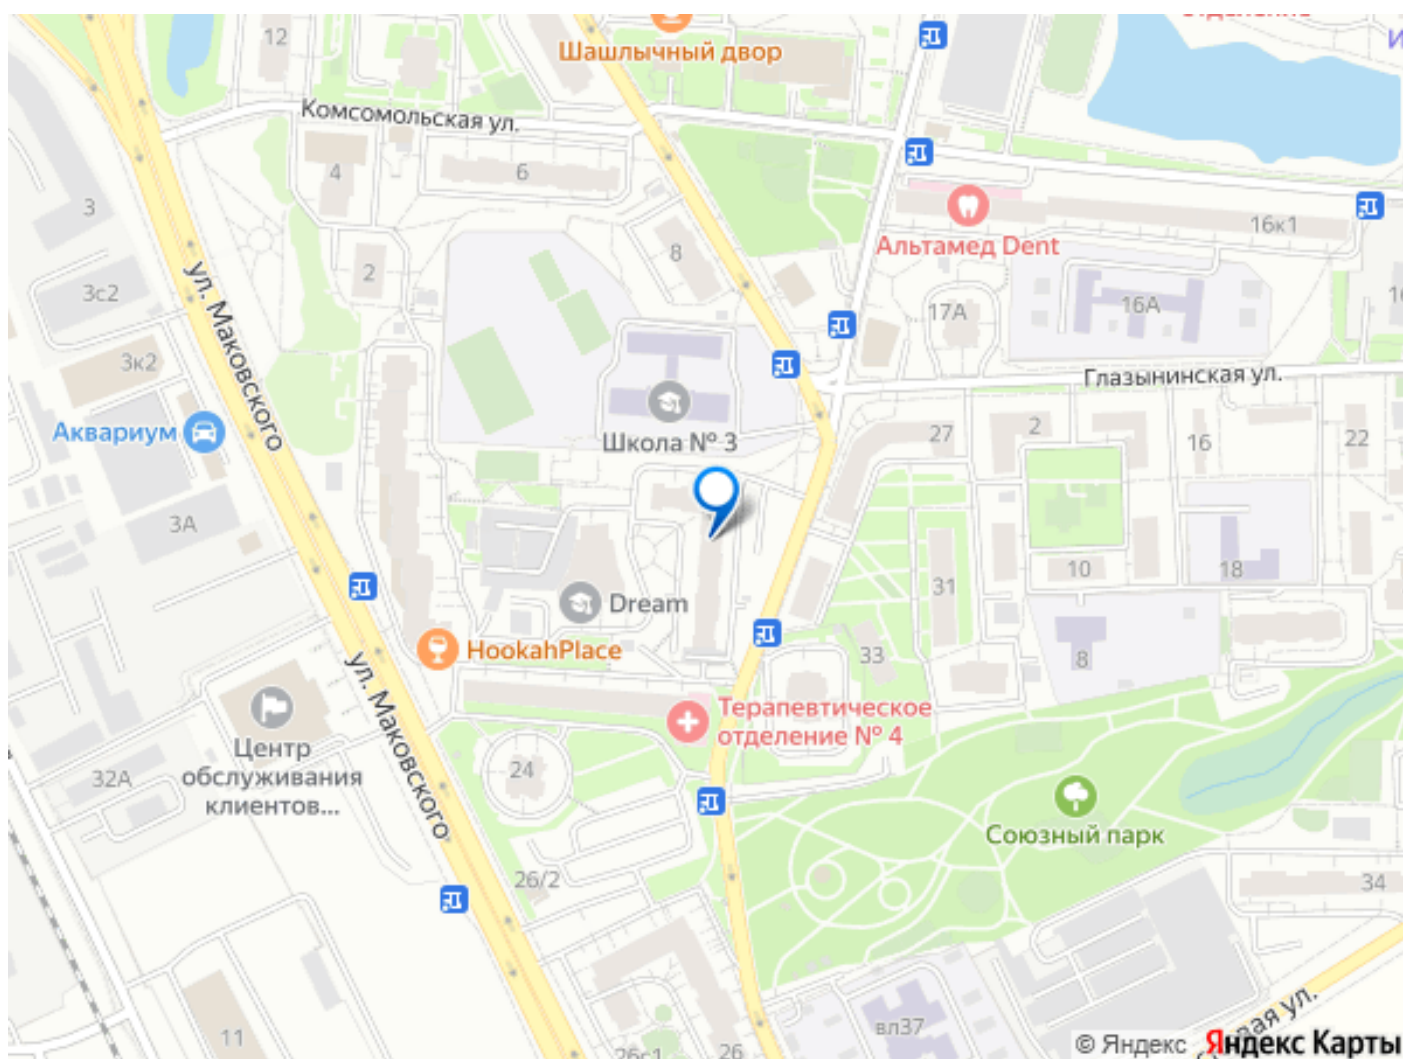 12
Шашлычный двор
Комсомольская ул.
4
6
3
Альтамед Dent
16к1
8
2
3с2
ул. Маковского
17А
16А
3к2
Глазынинская ул.
Аквариум
Школа № 3
27
2
16
22
3А
31
10
18
Dream
HookahPlace
33
8
ул. Маковского
Терапевтическое
отделение № 4
Центр
обслуживания
клиентов...
32А
24
Союзный парк
26/2
34
11
вл37
26с1
26
© Яндекс
Яндекс Карты